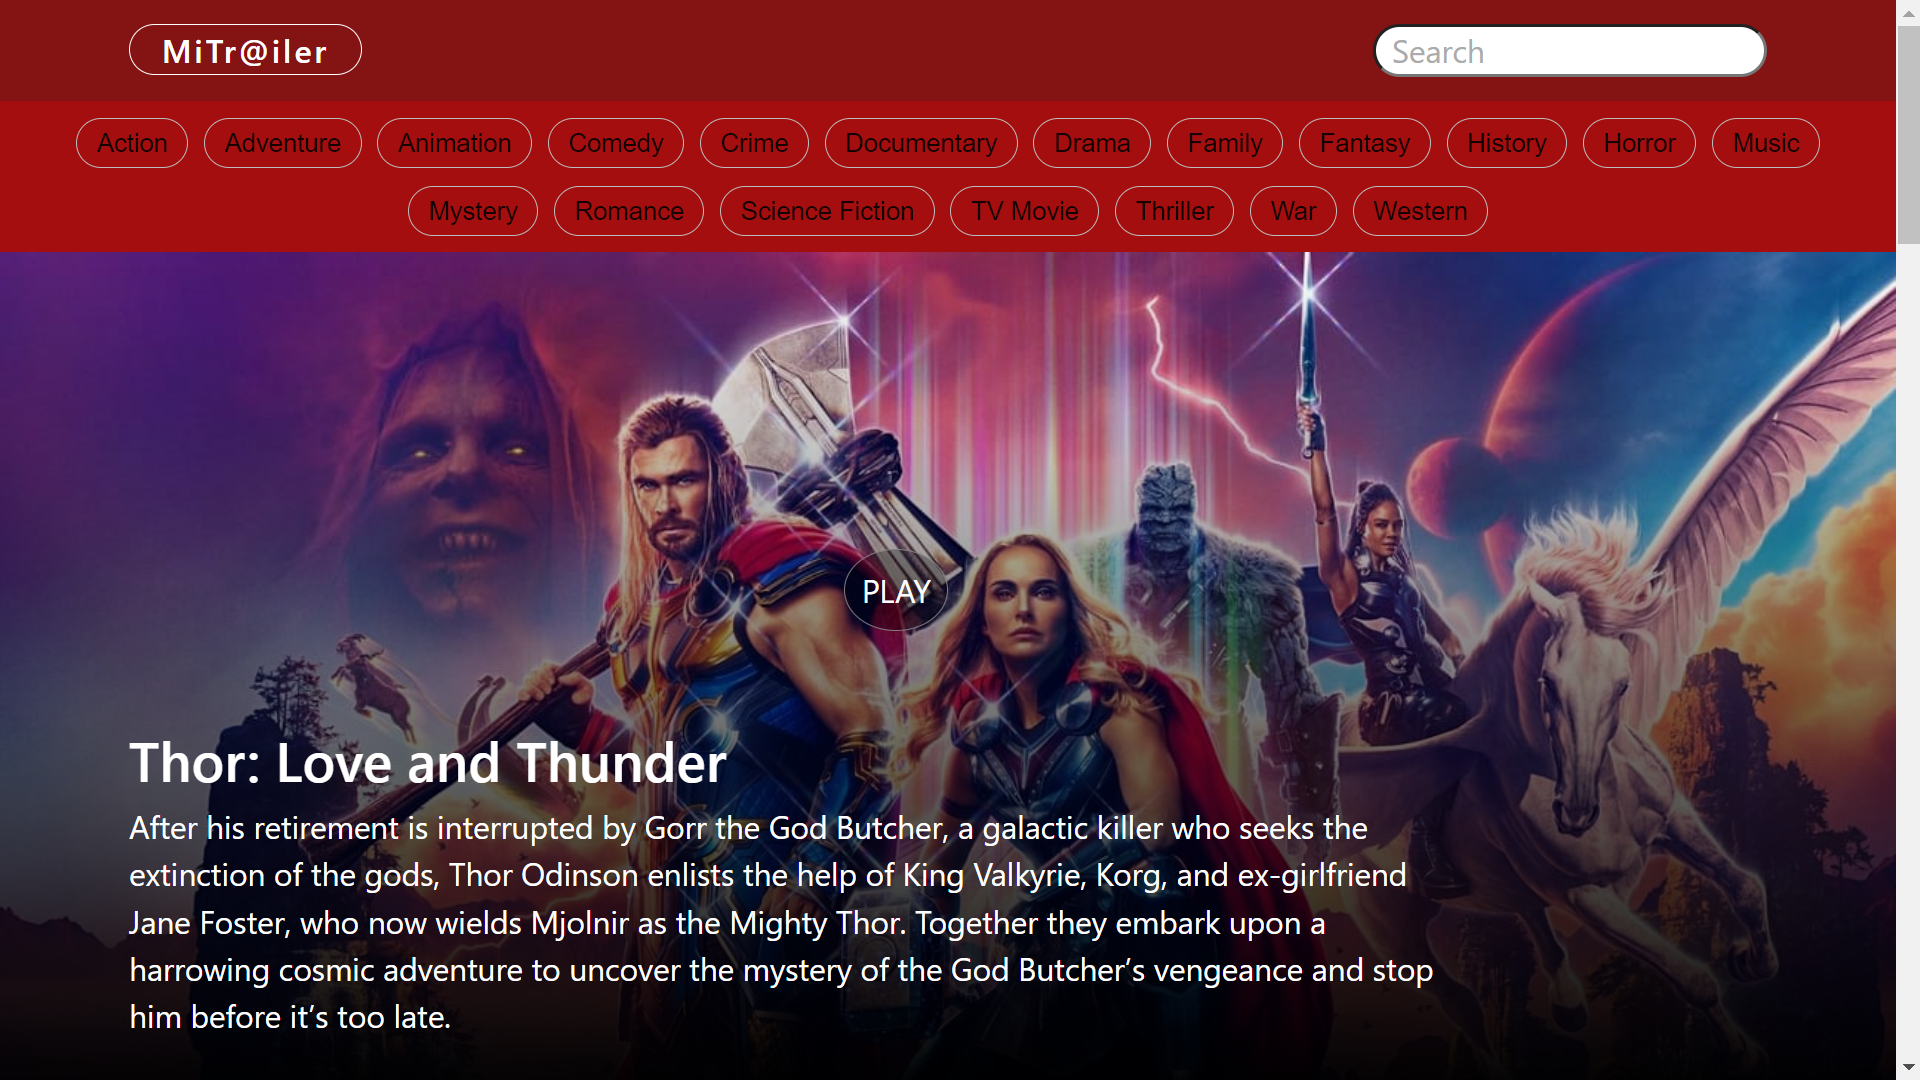 MiTr@iler
Search
Action Adventure Animation Comedy Crime Documentary Drama Family Fantasy History Horror Music
Mystery Romance Science Fiction TV Movie Thriller War Western
PLAY
Thor: Love and Thunder
After his retirement is interrupted by Gorr the God Butcher, a galactic killer who seeks the
extinction of the gods, Thor Odinson enlists the help of King Valkyrie, Korg, and ex-girlfriend
Jane Foster, who now wields Mjolnir as the Mighty Thor. Together they embark upon a
harrowing cosmic adventure to uncover the mystery of the God Butcher’s vengeance and stop
him before it’s too late.